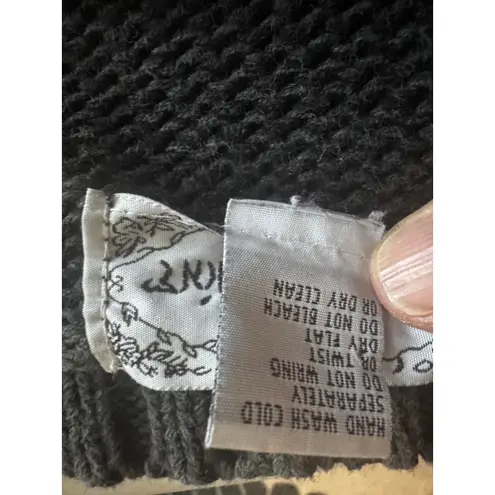 HAND WASH COLD
SEPARATELY
DO NOT WRING
OR TWIST
DRY FLAT
DO NOT BLEACH
OR DRY CLEAN